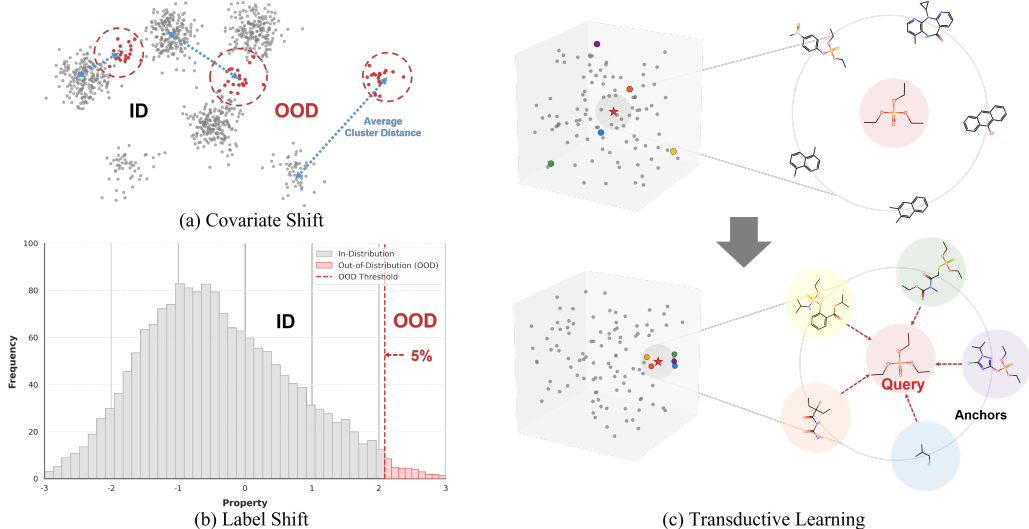 ID
OOD
Average
Cluster Distance
(a) Covariate Shift
100
80
60
40
20
0
Frequency
In-Distribution
Out-of-Distribution (OOD)
OOD Threshold
ID
OOD
5%
-3
-2
-1
0
1
2
3
Property
(b) Label Shift
Query
Anchors
(c) Transductive Learning